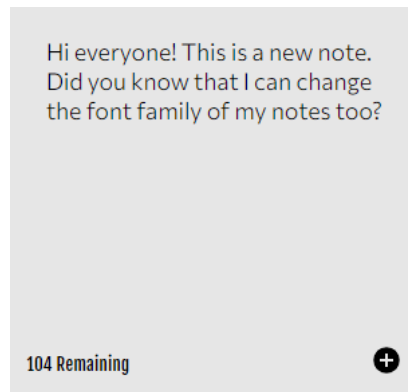 Hi everyone! This is a new note.
Did you know that I can change
the font family of my notes too?
104 Remaining